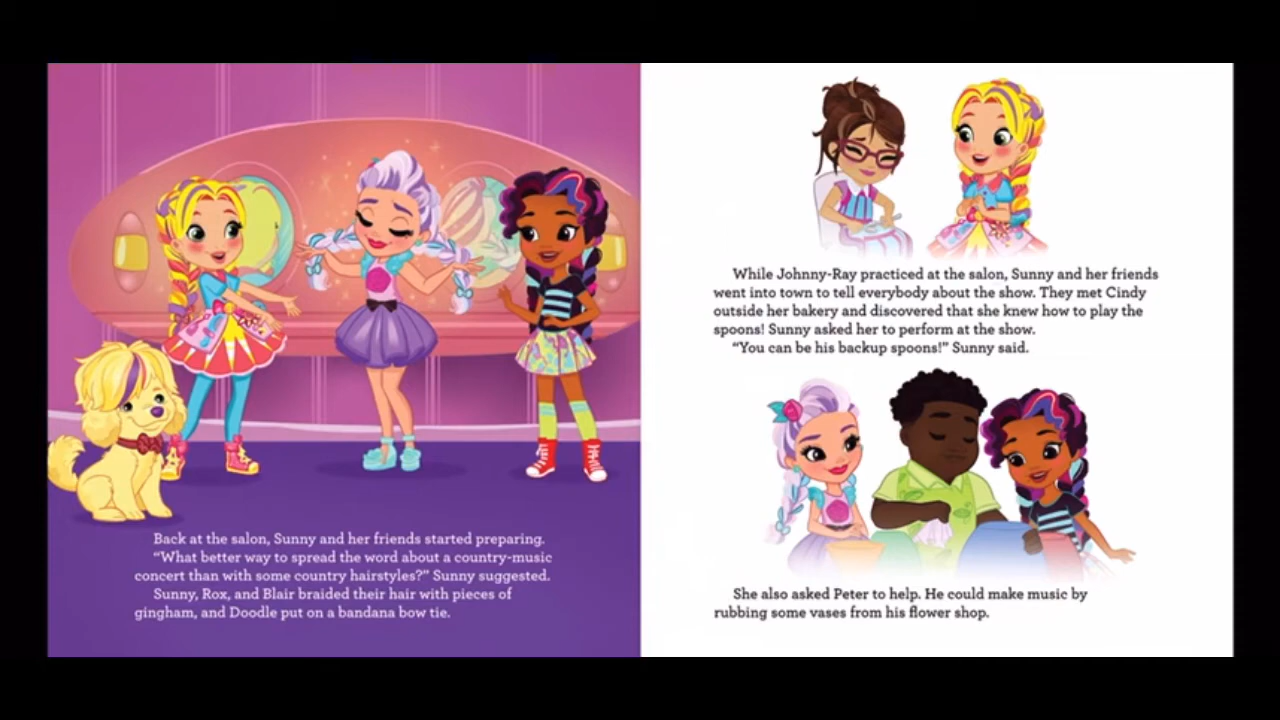 Back at the salon, Sunny and her friends started preparing.
“What better way to spread the word about a country-music
concert than with some country hairstyles?” Sunny suggested.
Sunny, Rox, and Blair braided their hair with pieces of
gingham, and Doodle put on a bandana bow tie.
While Johnny-Ray practiced at the salon, Sunny and her friends
went into town to tell everybody about the show. They met Cindy
outside her bakery and discovered that she knew how to play the
spoons! Sunny asked her to perform at the show.
“You can be his backup spoons!” Sunny said.
She also asked Peter to help. He could make music by
rubbing some vases from his flower shop.